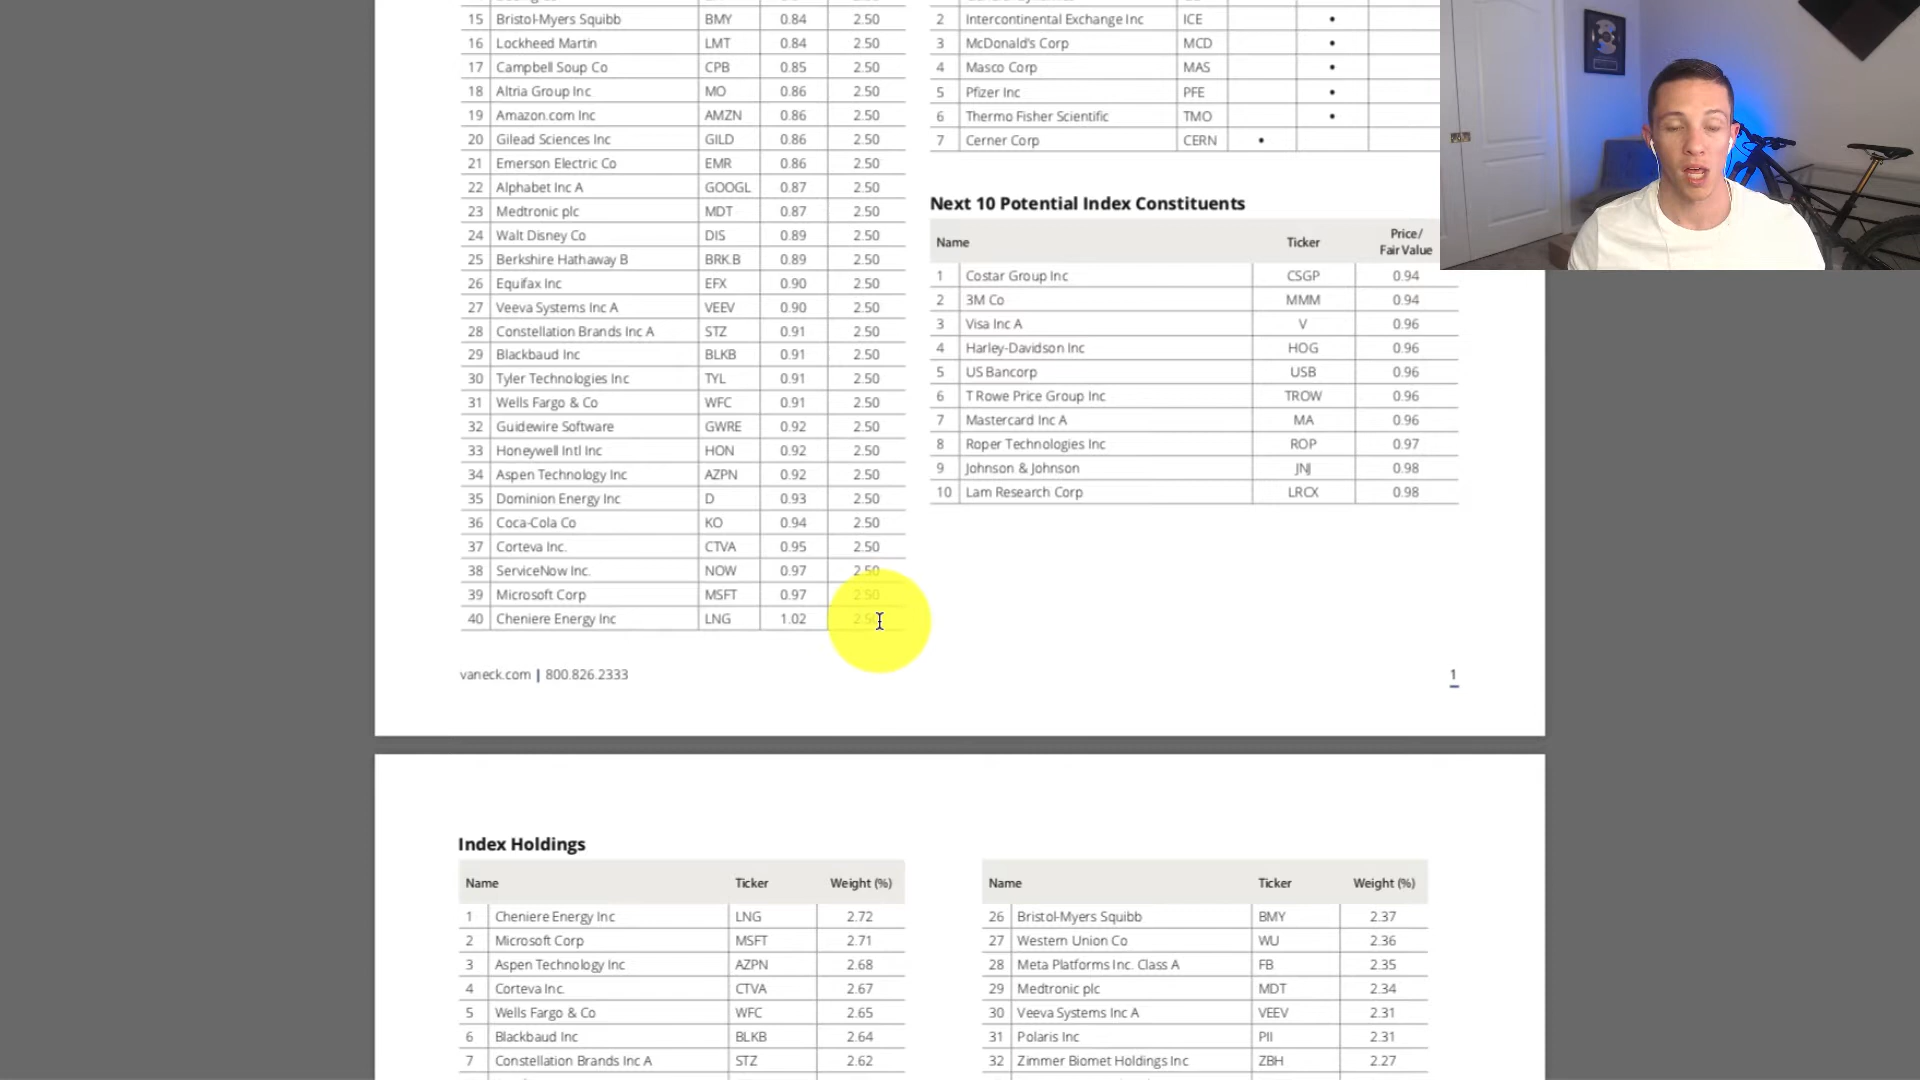 15 Bristol-Myers Squibb BMY 0.84 2.50
16 Lockheed Martin LMT 0.84 2.50
17 Campbell Soup Co CPB 0.85 2.50
18 Altria Group Inc MO 0.86 2.50
19 Amazon.com Inc AMZN 0.86 2.50
20 Gilead Sciences Inc GILD 0.86 2.50
21 Emerson Electric Co EMR 0.86 2.50
22 Alphabet Inc A GOOGL 0.87 2.50
23 Medtronic plc MDT 0.87 2.50
24 Walt Disney Co DIS 0.89 2.50
25 Berkshire Hathaway B BRK.B 0.89 2.50
26 Equifax Inc EFX 0.90 2.50
27 Veeva Systems Inc A VEEV 0.90 2.50
28 Constellation Brands Inc A STZ 0.91 2.50
29 Blackbaud Inc BLKB 0.91 2.50
30 Tyler Technologies Inc TYL 0.91 2.50
31 Wells Fargo & Co WFC 0.91 2.50
32 Guidewire Software GWRE 0.92 2.50
33 Honeywell Intl Inc HON 0.92 2.50
34 Aspen Technology Inc AZPN 0.92 2.50
35 Dominion Energy Inc D 0.93 2.50
36 Coca-Cola Co KO 0.94 2.50
37 Corteva Inc. CTVA 0.95 2.50
38 ServiceNow Inc. NOW 0.97 2.50
39 Microsoft Corp MSFT 0.97 2.50
40 Cheniere Energy Inc LNG 1.02
2 Intercontinental Exchange Inc ICE •
3 McDonald's Corp MCD •
4 Masco Corp MAS •
5 Pfizer Inc PFE •
6 Thermo Fisher Scientific TMO •
7 Cerner Corp CERN •
Next 10 Potential Index Constituents
Name Ticker Price/
Fair Value
1 Costar Group Inc CSGP 0.94
2 3M Co MMM 0.94
3 Visa Inc A V 0.96
4 Harley-Davidson Inc HOG 0.96
5 US Bancorp USB 0.96
6 T Rowe Price Group Inc TROW 0.96
7 Mastercard Inc A MA 0.96
8 Roper Technologies Inc ROP 0.97
9 Johnson & Johnson JNJ 0.98
10 Lam Research Corp LRCX 0.98
vaneck.com | 800.826.2333
1
Index Holdings
Name Ticker Weight (%)
1 Cheniere Energy Inc LNG 2.72
2 Microsoft Corp MSFT 2.71
3 Aspen Technology Inc AZPN 2.68
4 Corteva Inc. CTVA 2.67
5 Wells Fargo & Co WFC 2.65
6 Blackbaud Inc BLKB 2.64
7 Constellation Brands Inc A STZ 2.62
Name Ticker Weight (%)
26 Bristol-Myers Squibb BMY 2.37
27 Western Union Co WU 2.36
28 Meta Platforms Inc. Class A FB 2.35
29 Medtronic plc MDT 2.34
30 Veeva Systems Inc A VEEV 2.31
31 Polaris Inc PII 2.31
32 Zimmer Biomet Holdings Inc ZBH 2.27